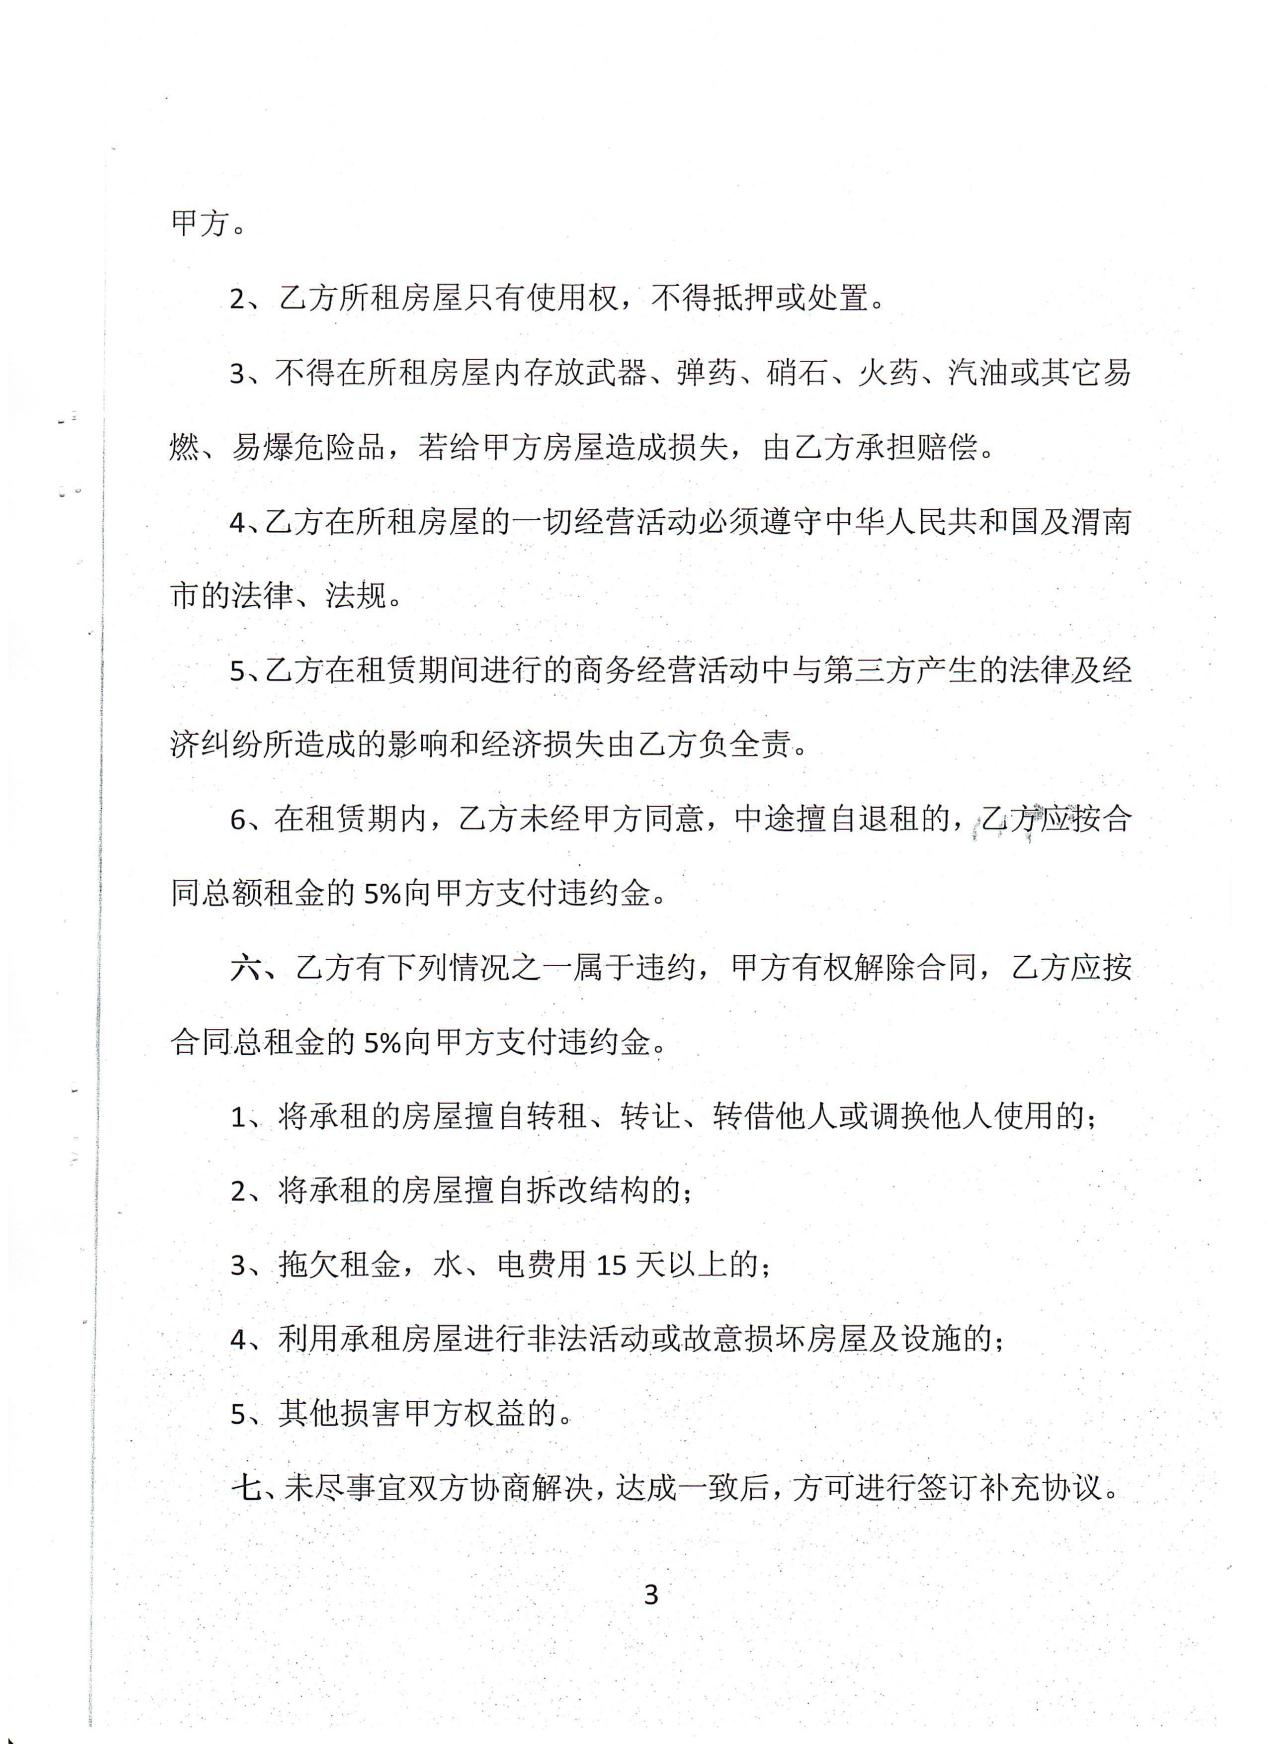 甲方。
2、乙方所租房屋只有使用权，不得抵押或处置。
3、不得在所租房屋内存放武器、弹药、硝石、火药、汽油或其它易
燃、易爆危险品，若给甲方房屋造成损失，由乙方承担赔偿。
4、乙方在所租房屋的一切经营活动必须遵守中华人民共和国及渭南
市的法律、法规。
5、乙方在租赁期间进行的商务经营活动中与第三方产生的法律及经
济纠纷所造成的影响和经济损失由乙方负全责。
6、在租赁期内，乙方未经甲方同意，中途擅自退租的，乙方应按合
同总额租金的 5%向甲方支付违约金。
六、乙方有下列情况之一属于违约，甲方有权解除合同，乙方应按
合同总租金的 5%向甲方支付违约金。
1、将承租的房屋擅自转租、转让、转借他人或调换他人使用的；
2、将承租的房屋擅自拆改结构的；
3、拖欠租金，水、电费用 15 天以上的；
4、利用承租房屋进行非法活动或故意损坏房屋及设施的；
5、其他损害甲方权益的。
七、未尽事宜双方协商解决，达成一致后，方可进行签订补充协议。
3